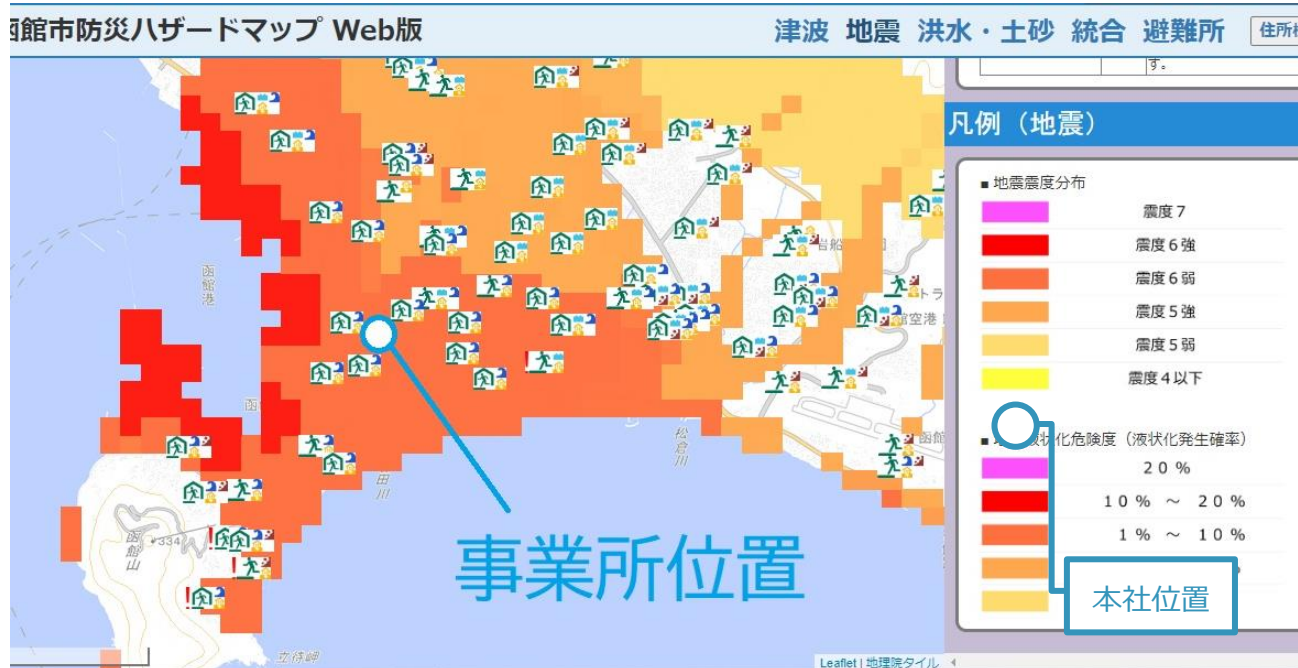 函館市防災ハザードマップ Web版
津波 地震 洪水・土砂 統合 避難所
住所検
す。
凡例（地震）
■ 地震震度分布
震度７
震度６強
震度６弱
震度５強
震度５弱
震度４以下
液状化危険度（液状化発生確率）
２０％
１０％ ～ ２０％
１％ ～ １０％
本社位置
函館港
松倉川
田川
函館山
334
立待岬
空港
事業所位置
Leaflet | 地理院タイル